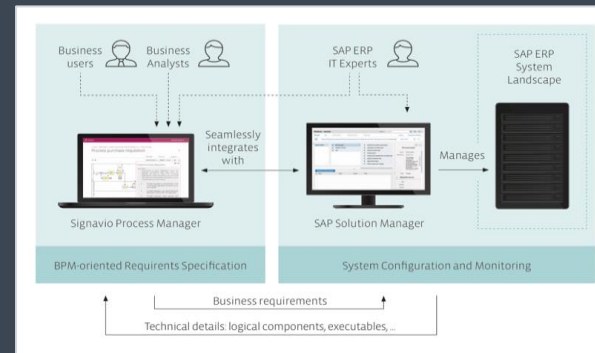 Business users
Business Analysts
SAP ERP
IT Experts
SAP ERP
System
Landscape
Seamlessly
integrates
with
Manages
Signavio Process Manager
SAP Solution Manager
BPM-oriented Requirents Specification
System Configuration and Monitoring
Business requirements
Technical details: logical components, executables, ...